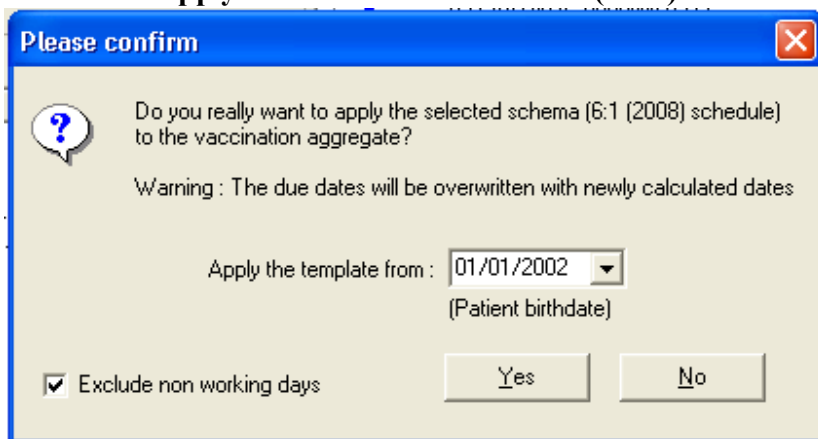 Please confirm
Do you really want to apply the selected schema (6:1 (2008) schedule)
to the vaccination aggregate?
Warning : The due dates will be overwritten with newly calculated dates
Apply the template from : 01/01/2002
(Patient birthdate)
Exclude non working days
Yes
No